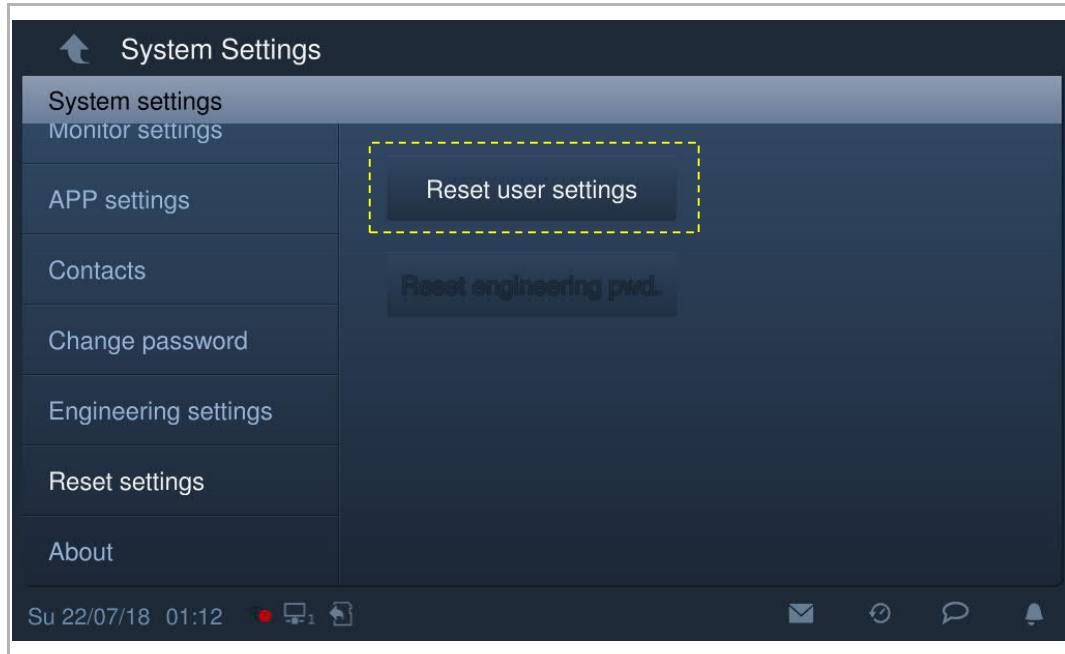 System Settings
System settings
Monitor settings
APP settings
Contacts
Change password
Engineering settings
Reset settings
About
Reset user settings
Reset engineering pwd.
Su 22/07/18 01:12
1